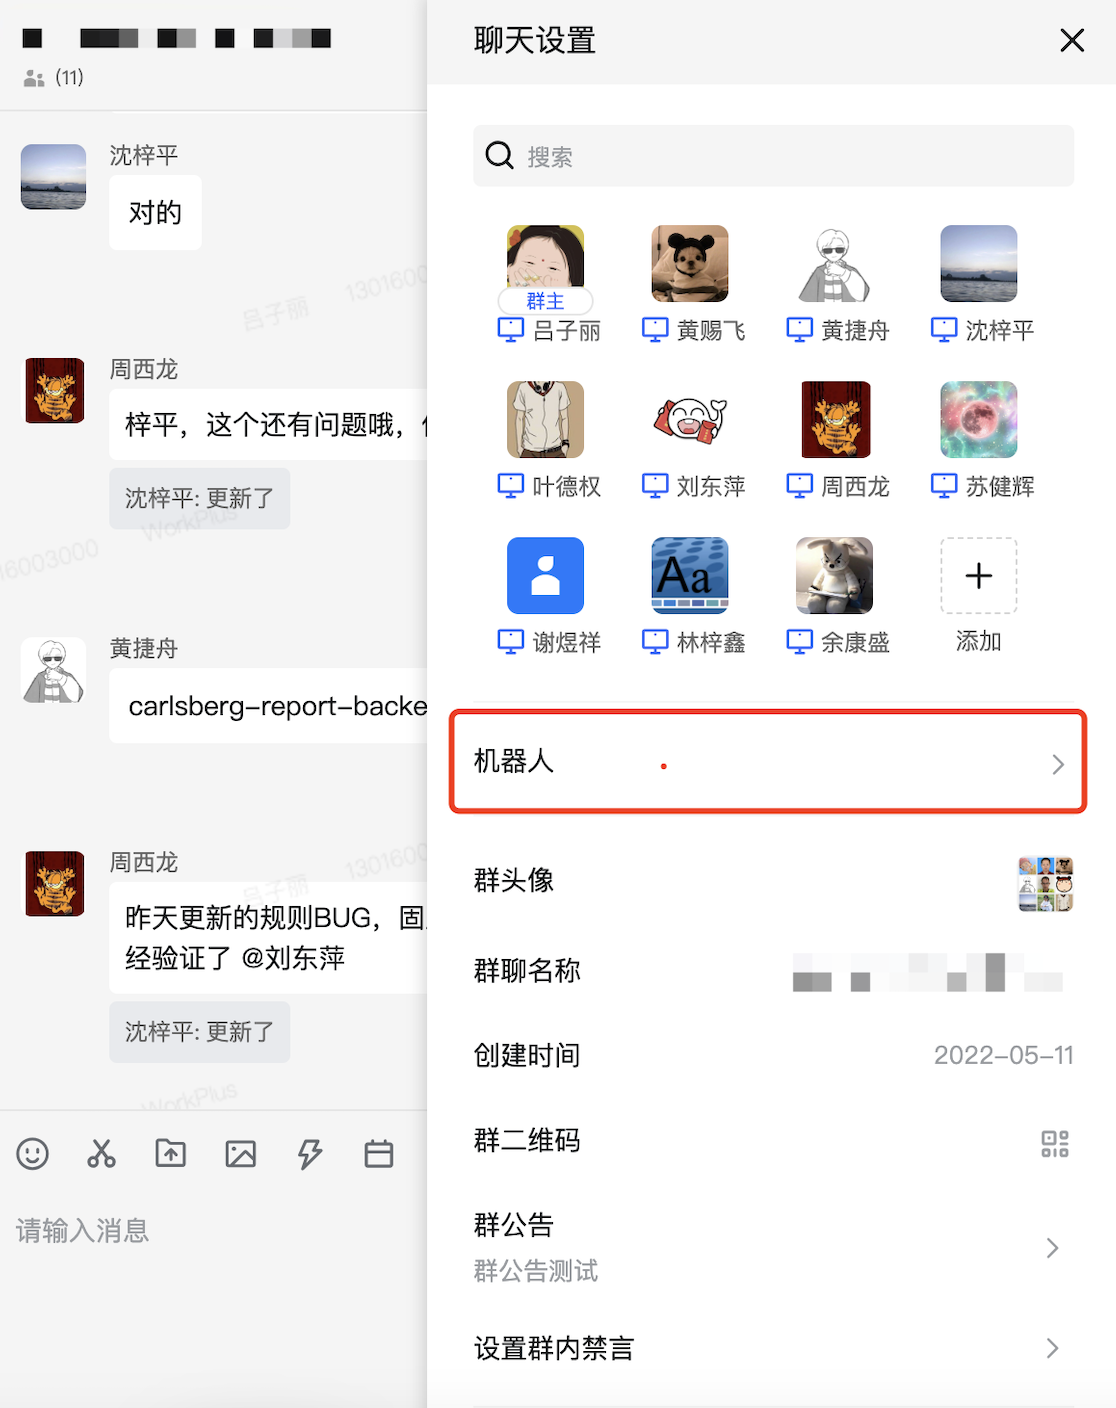 (11)
沈梓平
对的
吕子丽
1301600
周西龙
梓平，这个还有问题哦，
沈梓平: 更新了
WorkPlus
16003000
黄捷舟
carlsberg-report-backe
周西龙
1301600
吕子丽
昨天更新的规则BUG，固
经验证了 @刘东萍
沈梓平: 更新了
WorkPlus
请输入消息
聊天设置
搜索
群主
吕子丽 黄赐飞 黄捷舟 沈梓平
叶德权 刘东萍 周西龙 苏健辉
Aa
谢煜祥 林梓鑫 余康盛 添加
机器人
群头像
群聊名称
创建时间 2022-05-11
群二维码
群公告
群公告测试
设置群内禁言